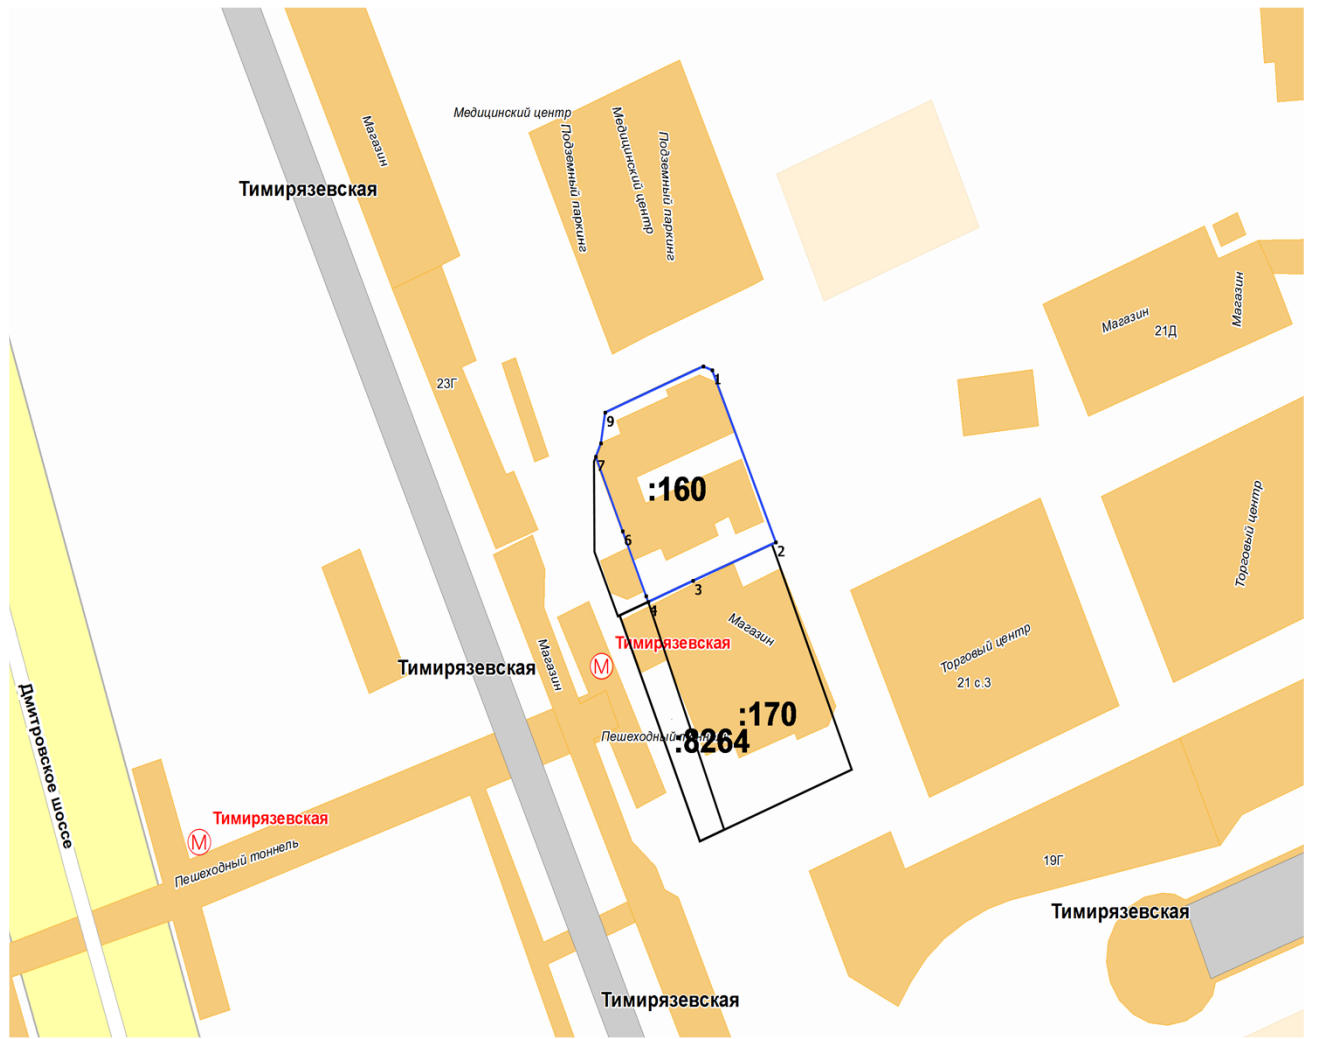 Медицинский центр
Магазин
Подземный паркинг
Медицинский центр
Подземный паркинг
Тимирязевская
Магазин
Магазин
21Д
23Г
1
9
7
:160
6
2
3
4
Торговый центр
Магазин
Тимирязевская
М
Магазин
Тимирязевская
Торговый центр
21 с.3
:170
Пешеходный тоннель
:8264
Дмитровское шоссе
Тимирязевская
М
Пешеходный тоннель
19Г
Тимирязевская
Тимирязевская